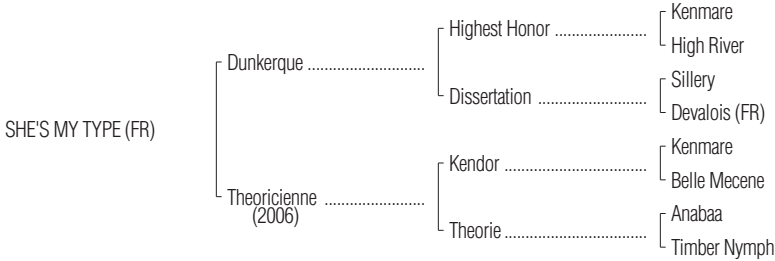 Kenmare
Highest Honor ......................
High River
Dunkerque ............................
Sillery
Dissertation ..........................
Devalois (FR)
SHE'S MY TYPE (FR)
Kenmare
Kendor ..................................
Belle Mecene
Theoricienne ........................
(2006)
Anabaa
Theorie ..................................
Timber Nymph